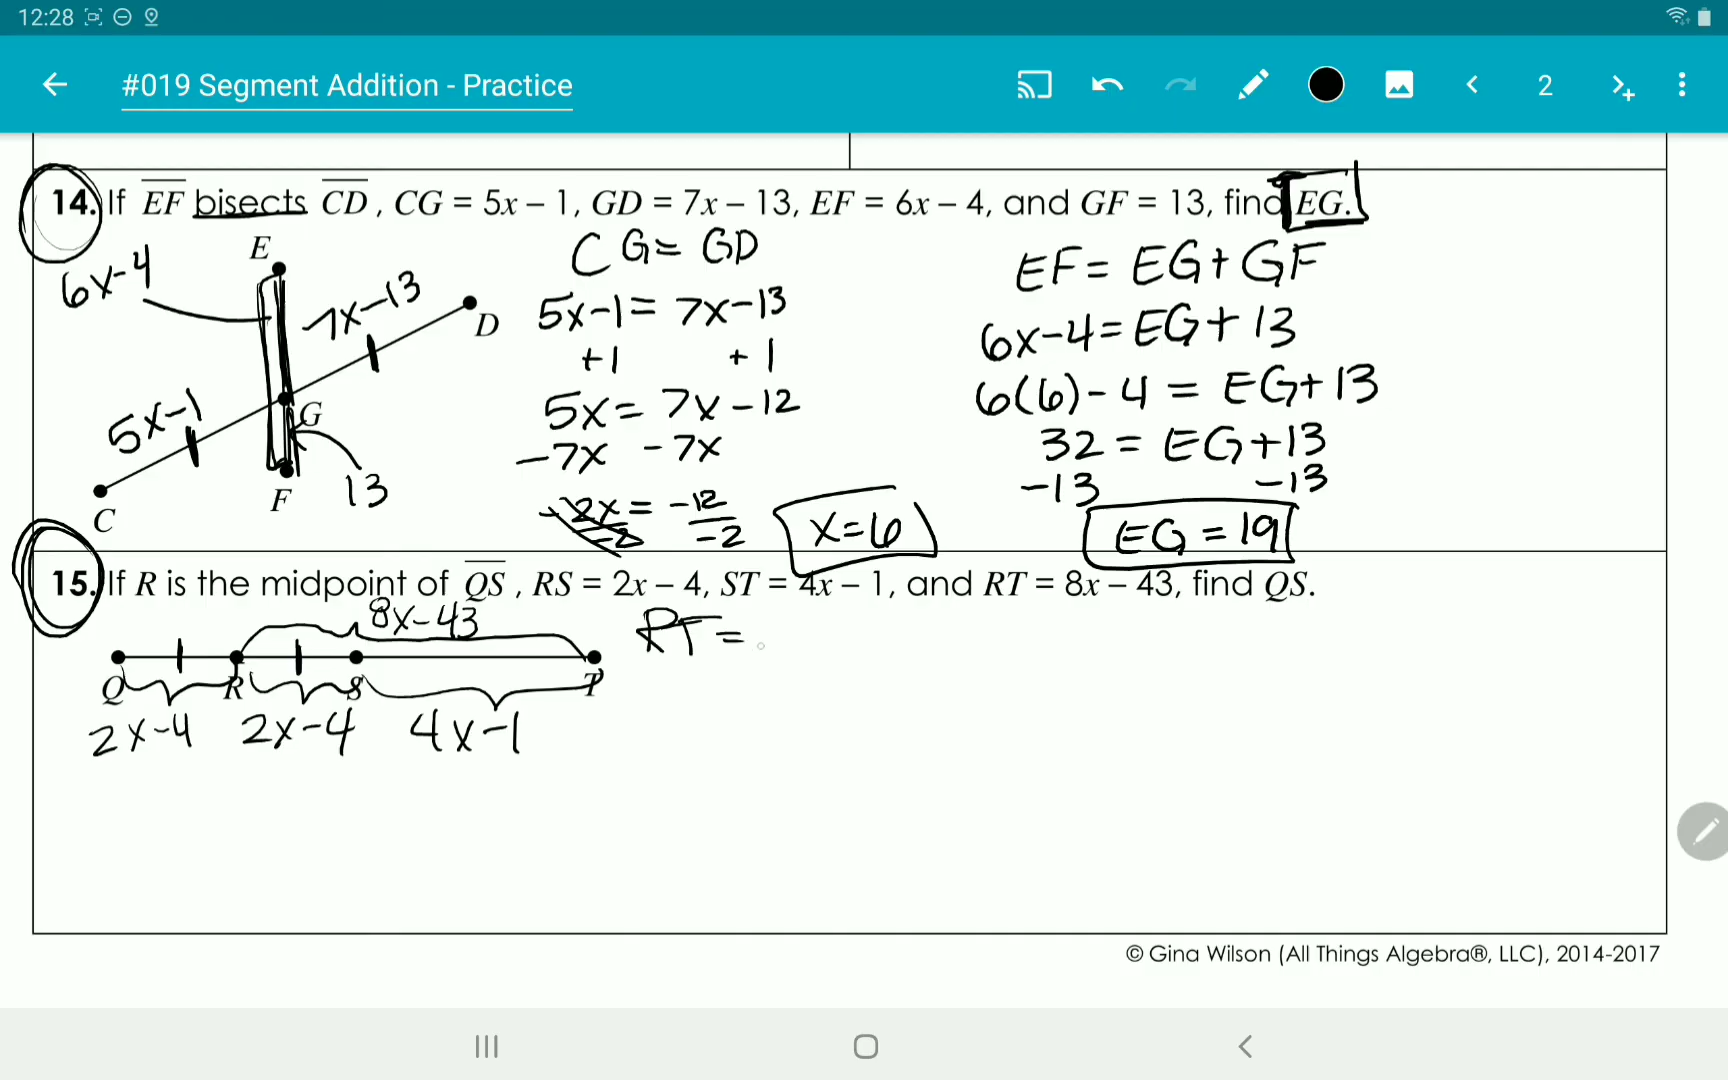 12:28
#019 Segment Addition - Practice
2
14. If EF bisects CD, CG = 5x – 1, GD = 7x – 13, EF = 6x – 4, and GF = 13, find EG.
E
6x-4
7x-13
D
5x-1
G
F
13
C
CG = GD
5x-1 = 7x-13
+1 +1
5x = 7x-12
-7x -7x
-2x = -12
-2 -2
x=6
EF = EG + GF
6x-4 = EG + 13
6(6)-4 = EG+13
32 = EG+13
-13 -13
EG = 19
15. If R is the midpoint of QS, RS = 2x – 4, ST = 4x – 1, and RT = 8x – 43, find QS.
8x-43
RT =
Q R S T
2x-4 2x-4 4x-1
© Gina Wilson (All Things Algebra®, LLC), 2014-2017